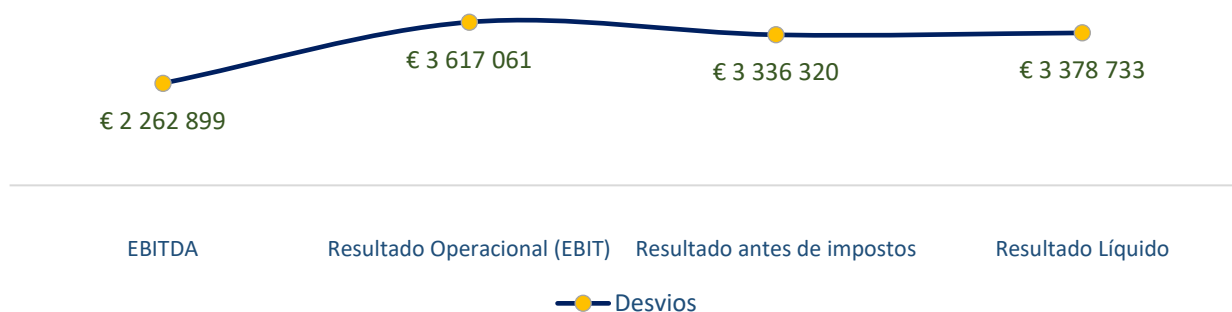 € 3 617 061
€ 3 336 320
€ 3 378 733
€ 2 262 899
EBITDA
Resultado Operacional (EBIT)
Resultado antes de impostos
Resultado Líquido
Desvios